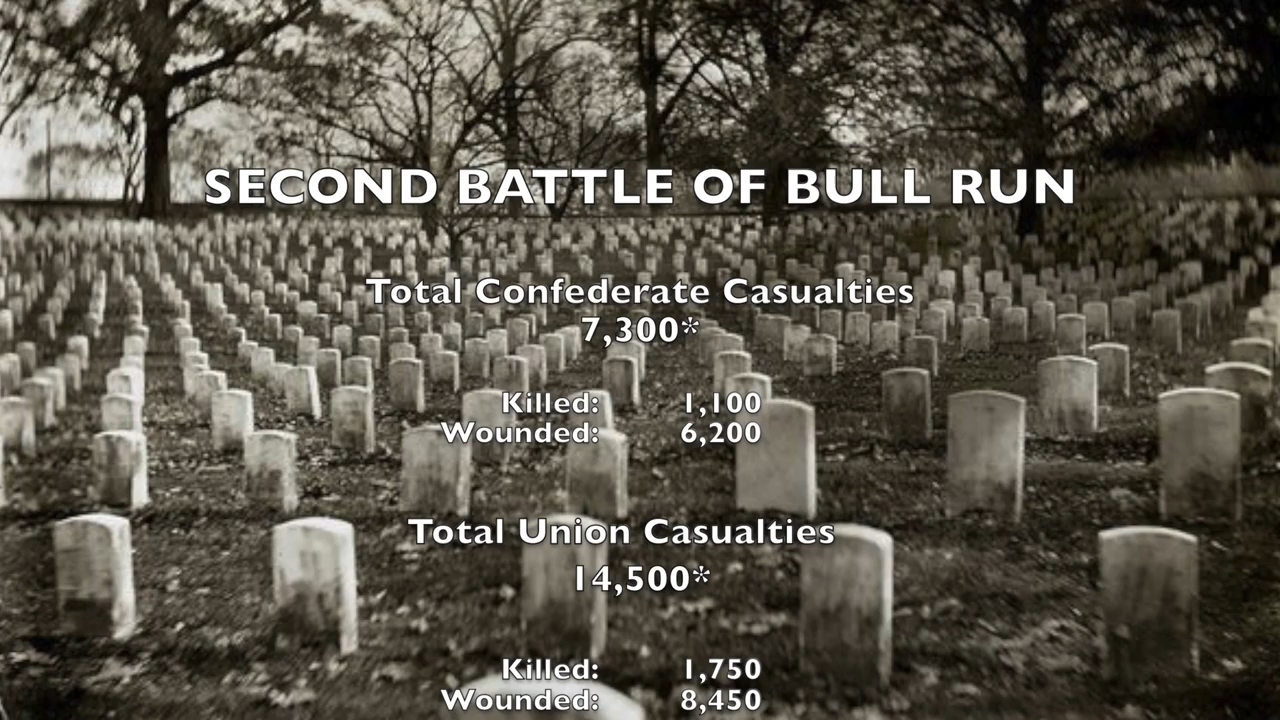 SECOND BATTLE OF BULL RUN
Total Confederate Casualties
7,300*
Killed: 1,100
Wounded: 6,200
Total Union Casualties
14,500*
Killed: 1,750
Wounded: 8,450